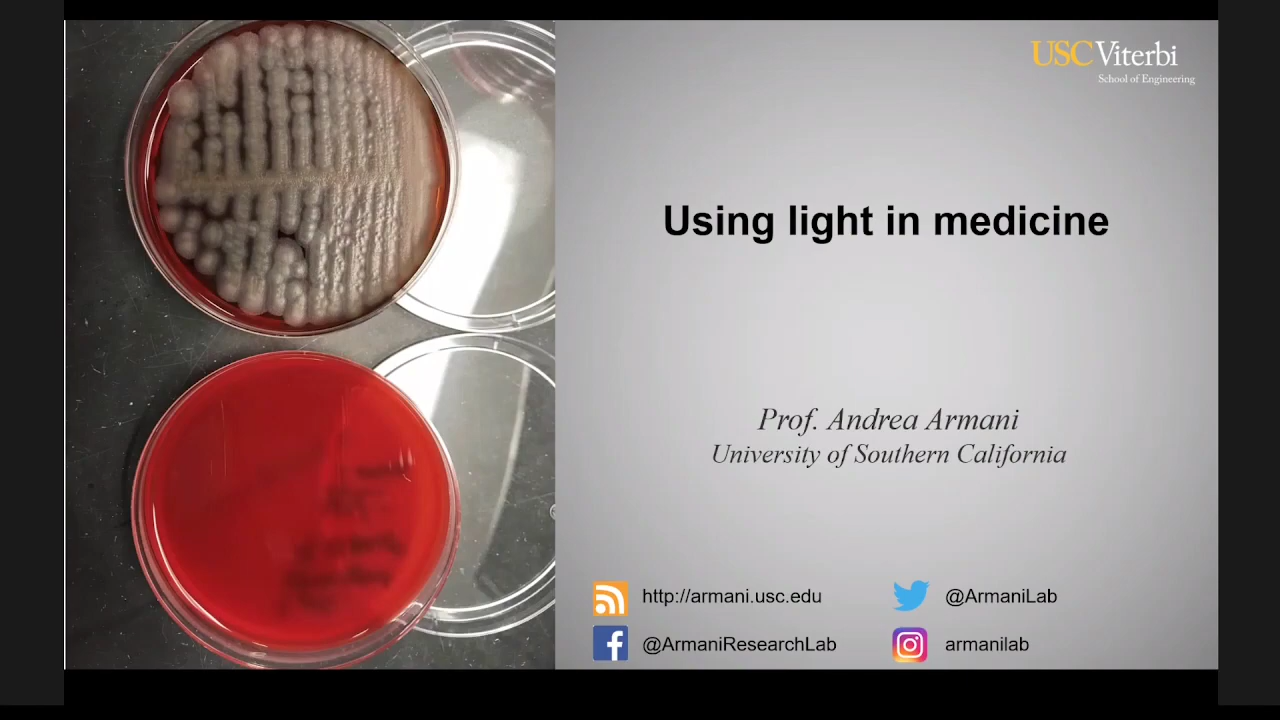 USC Viterbi
School of Engineering
Using light in medicine
Prof. Andrea Armani
University of Southern California
http://armani.usc.edu
@ArmaniLab
@ArmaniResearchLab
armanilab